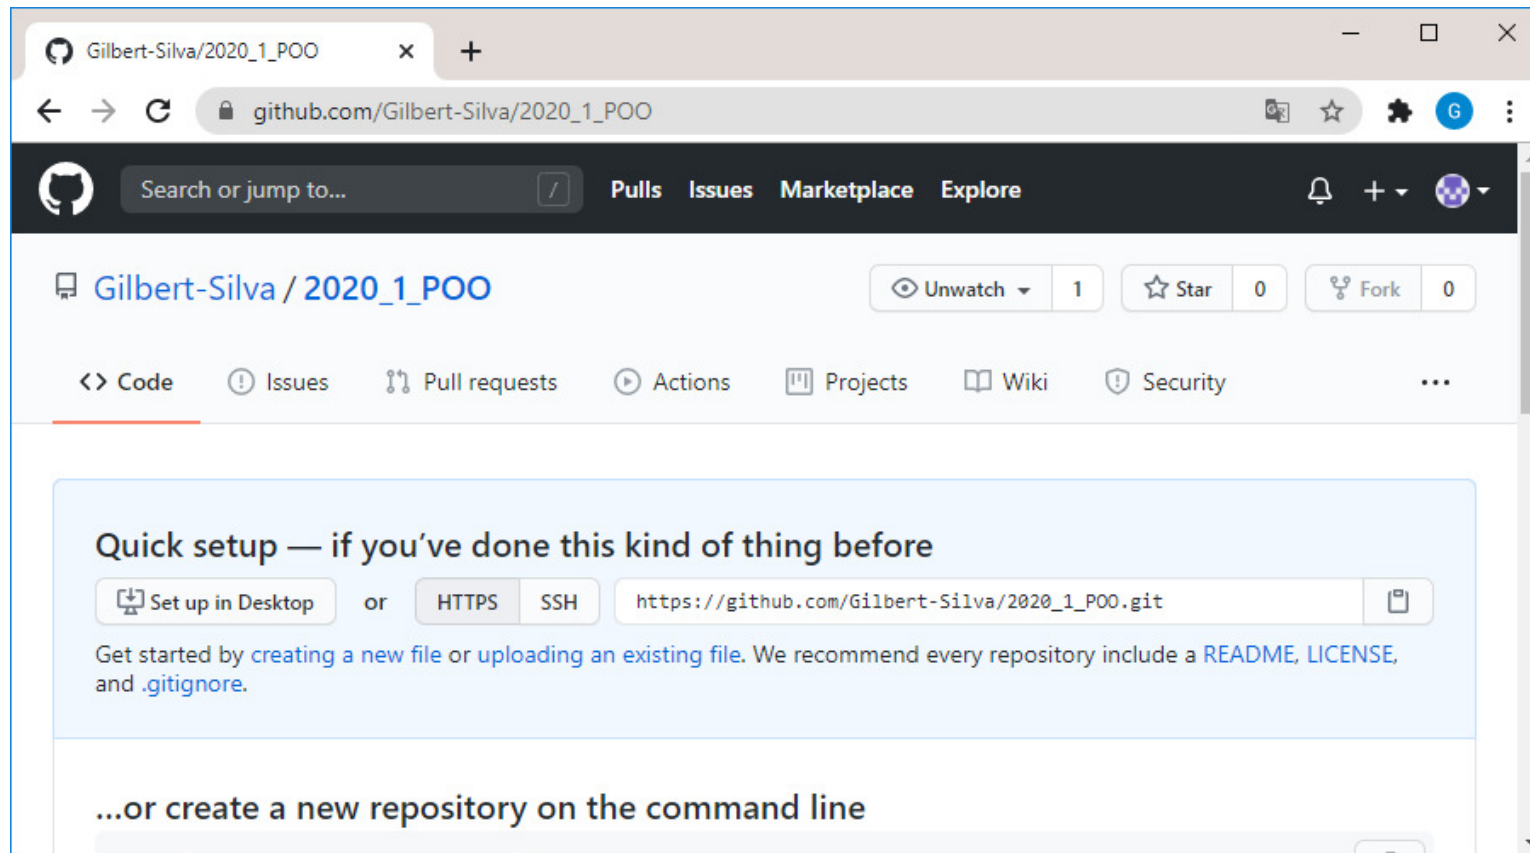 Gilbert-Silva/2020_1_POO
github.com/Gilbert-Silva/2020_1_POO
G
Search or jump to... / Pulls Issues Marketplace Explore
Gilbert-Silva / 2020_1_POO Unwatch 1 Star 0 Fork 0
<> Code Issues Pull requests Actions Projects Wiki Security ...
Quick setup — if you’ve done this kind of thing before
Set up in Desktop or HTTPS SSH https://github.com/Gilbert-Silva/2020_1_POO.git
Get started by creating a new file or uploading an existing file. We recommend every repository include a README, LICENSE,
and .gitignore.
...or create a new repository on the command line